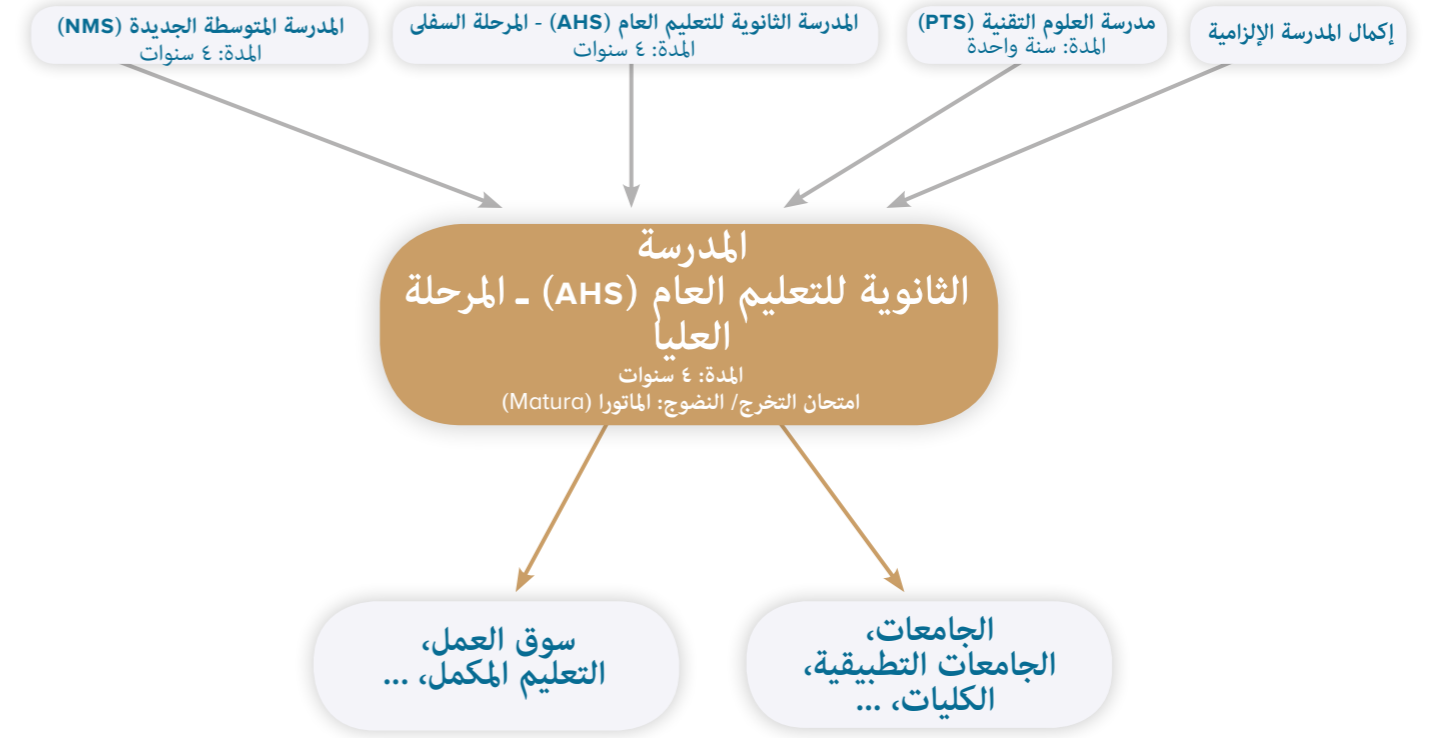 إكمال المدرسة الإلزامية
مدرسة العلوم التقنية (PTS)
المدة: سنة واحدة
المدرسة الثانوية للتعليم العام (AHS) - المرحلة السفلى
المدة: ٤ سنوات
المدرسة المتوسطة الجديدة (NMS)
المدة: ٤ سنوات
المدرسة
الثانوية للتعليم العام (AHS) ـ المرحلة
العليا
المدة: ٤ سنوات
امتحان التخرج/ النضوج: الماتورا (Matura)
الجامعات،
الجامعات التطبيقية،
الكليات، ...
سوق العمل،
التعليم المكمل، ...